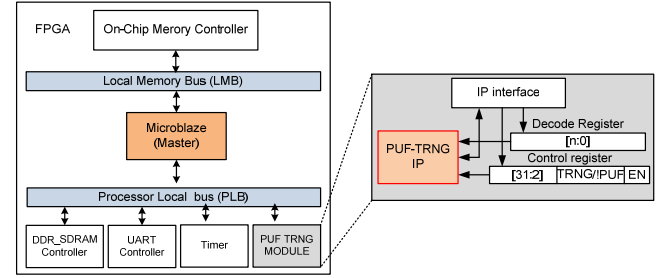 FPGA
On-Chip Merory Controller
Local Memory Bus (LMB)
Microblaze
(Master)
Processor Local bus (PLB)
DDR_SDRAM
Controller
UART
Controller
Timer
PUF TRNG
MODULE
IP interface
Decode Register
[n:0]
Control register
[31:2] TRNG/!PUF EN
PUF-TRNG
IP